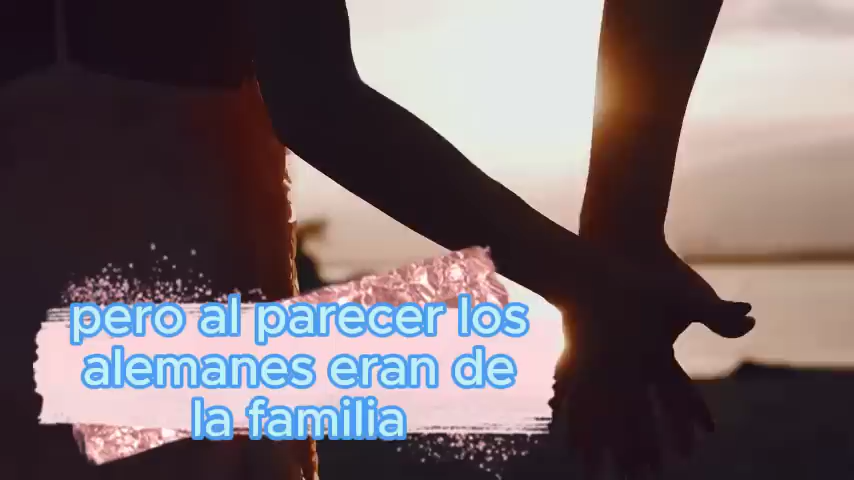 pero al parecer los
alemanes eran de
la familia